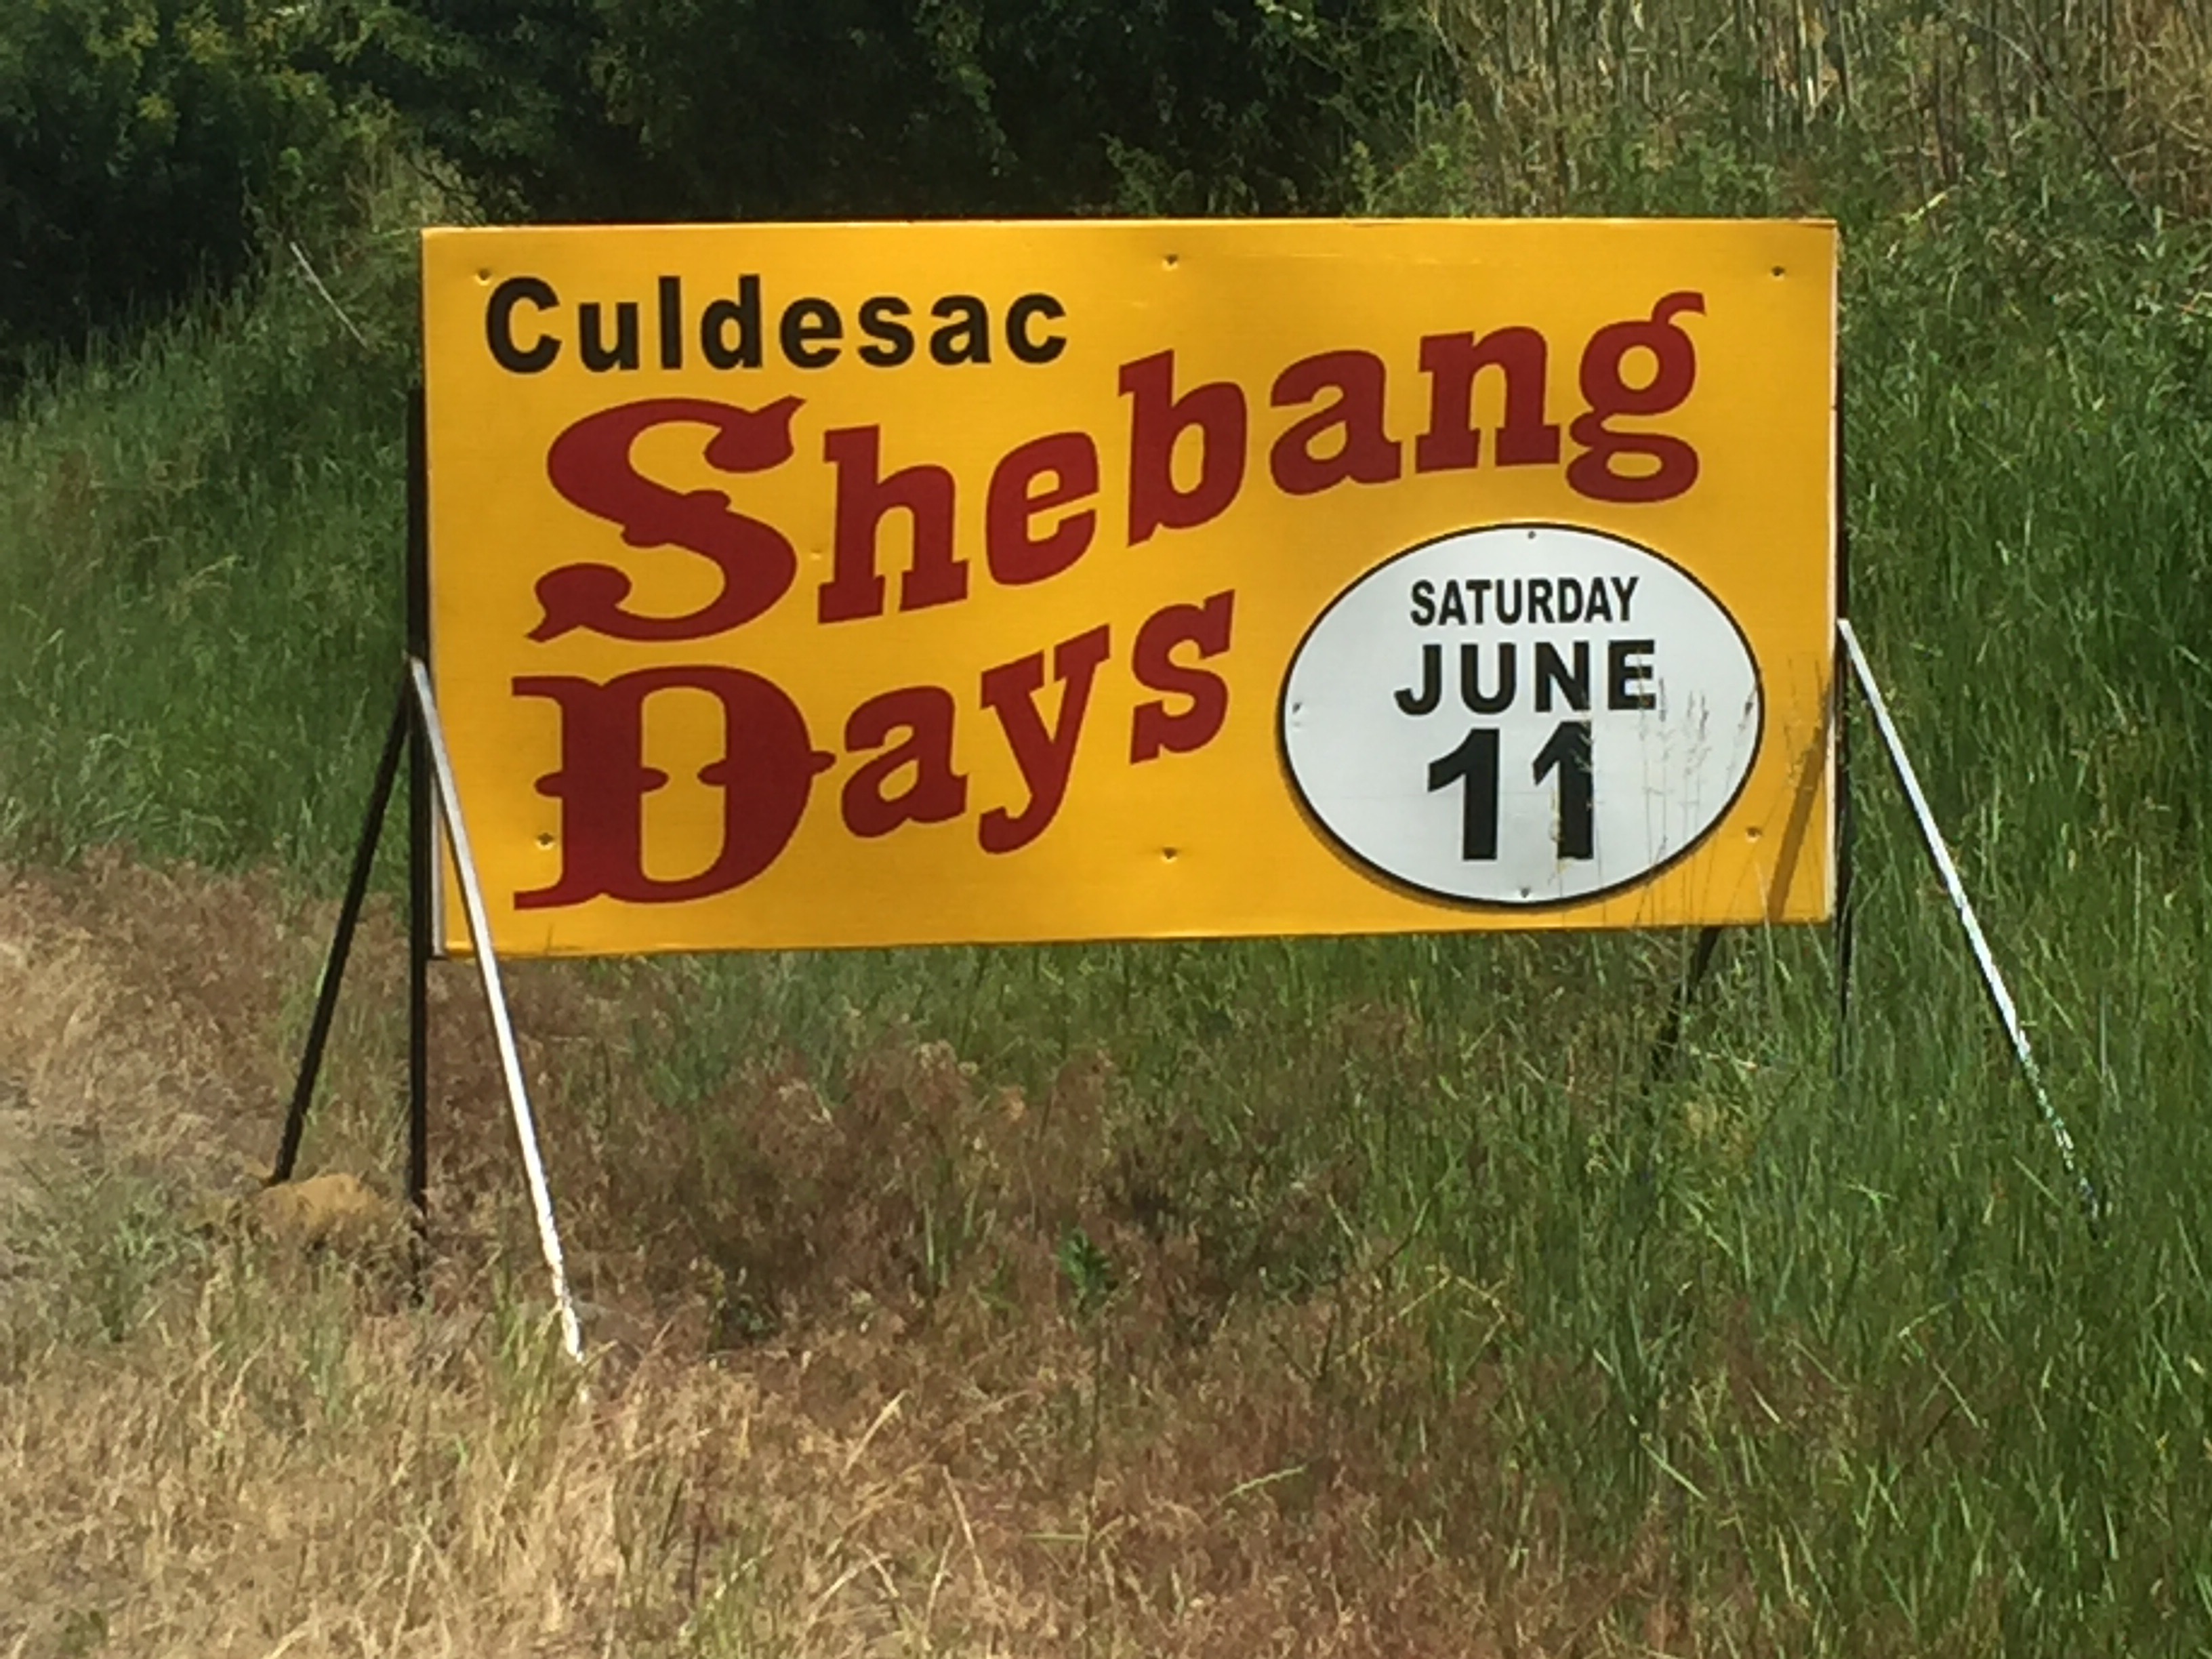 Culdesac
Shebang
Days
SATURDAY
JUNE
11